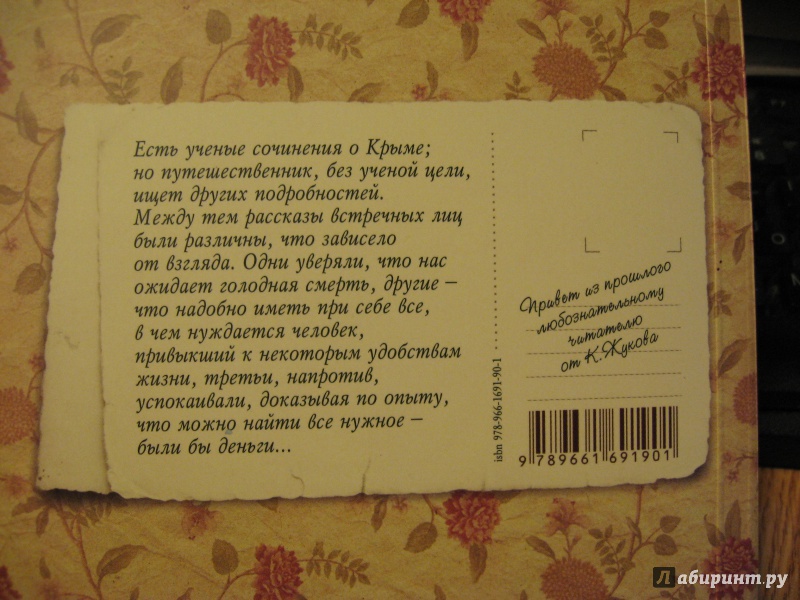 Есть ученые сочинения о Крыме;
но путешественник, без ученой цели,
ищет других подробностей.
Между тем рассказы встречных лиц
были различны, что зависело
от взгляда. Одни уверяли, что нас
ожидает голодная смерть, другие –
что надобно иметь при себе все,
в чем нуждается человек,
привыкший к некоторым удобствам
жизни, третьи, напротив,
успокаивали, доказывая по опыту,
что можно найти все нужное –
были бы деньги...
Привет из прошлого
любознательному
читателю
от К. Жукова
isbn 978-966-1691-90-1
9 789661 691901
Лабиринт.ру